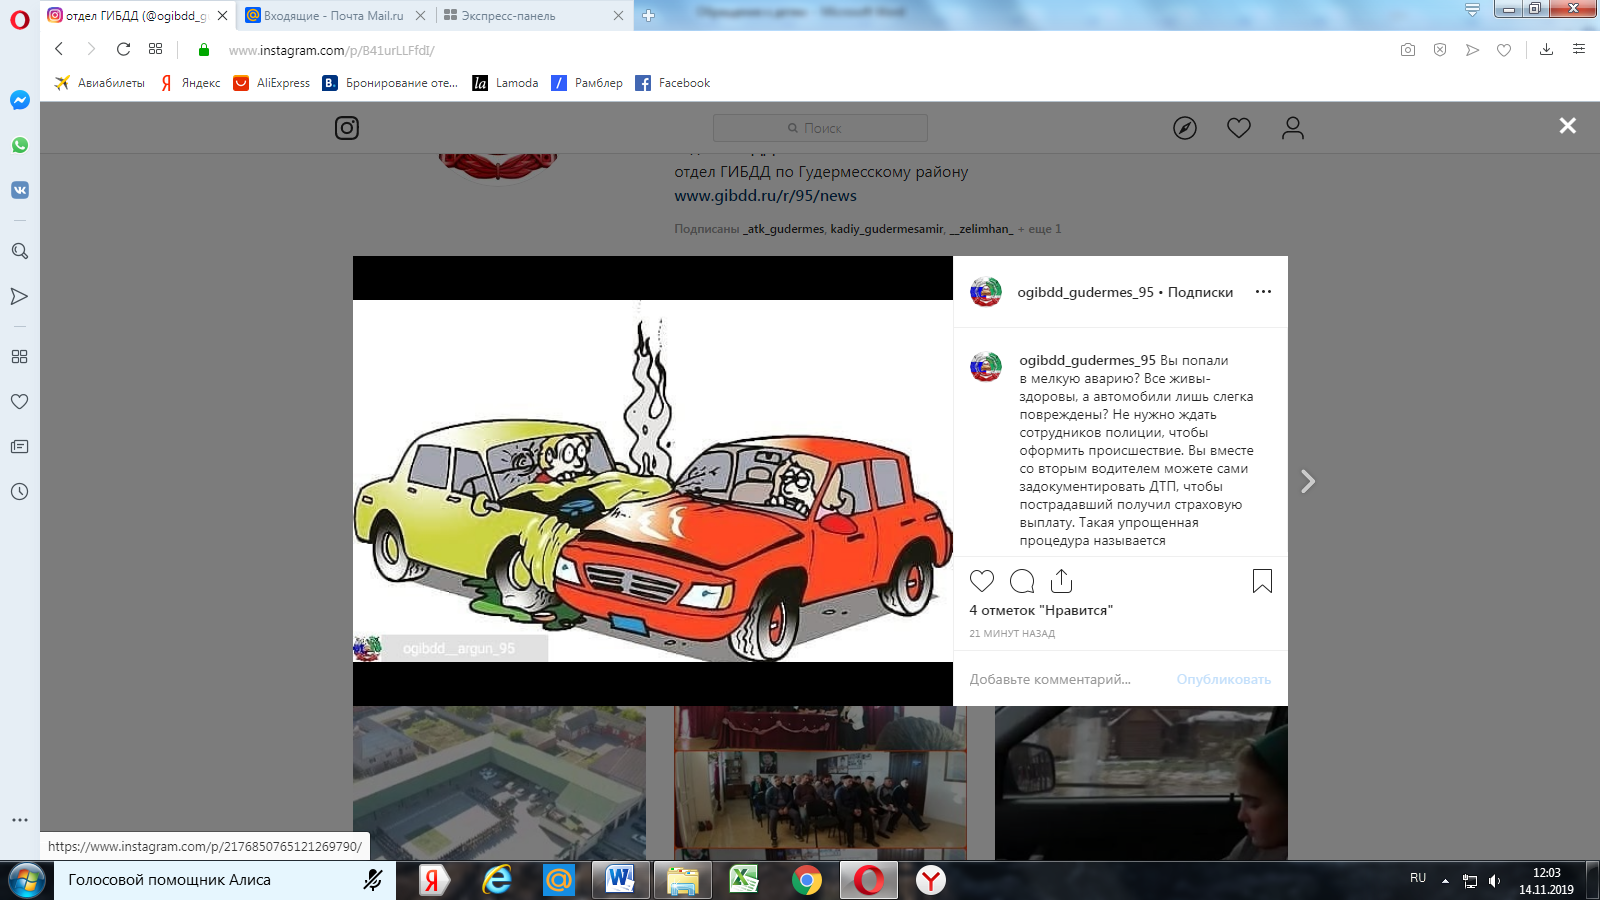 отдел ГИБДД (@ogibdd_g
Входящие - Почта Mail.ru
Экспресс-панель
www.instagram.com/p/B41urLLFfdI/
Авиабилеты
Яндекс
AliExpress
Бронирование оте...
Lamoda
Рамблер
Facebook
Поиск
отдел ГИБДД по Гудермесскому району
www.gibdd.ru/r/95/news
Подписаны _atk_gudermes, kadiy_gudermesamir, __zelimhan_ + еще 1
ogibdd_gudermes_95 • Подписки
ogibdd_gudermes_95 Вы попали
в мелкую аварию? Все живы-
здоровы, а автомобили лишь слегка
повреждены? Не нужно ждать
сотрудников полиции, чтобы
оформить происшествие. Вы вместе
со вторым водителем можете сами
задокументировать ДТП, чтобы
пострадавший получил страховую
выплату. Такая упрощенная
процедура называется
4 отметок "Нравится"
21 МИНУТ НАЗАД
Добавьте комментарий...
Опубликовать
ogibdd__argun_95
https://www.instagram.com/p/2176850765121269790/
Голосовой помощник Алиса
RU
12:03
14.11.2019